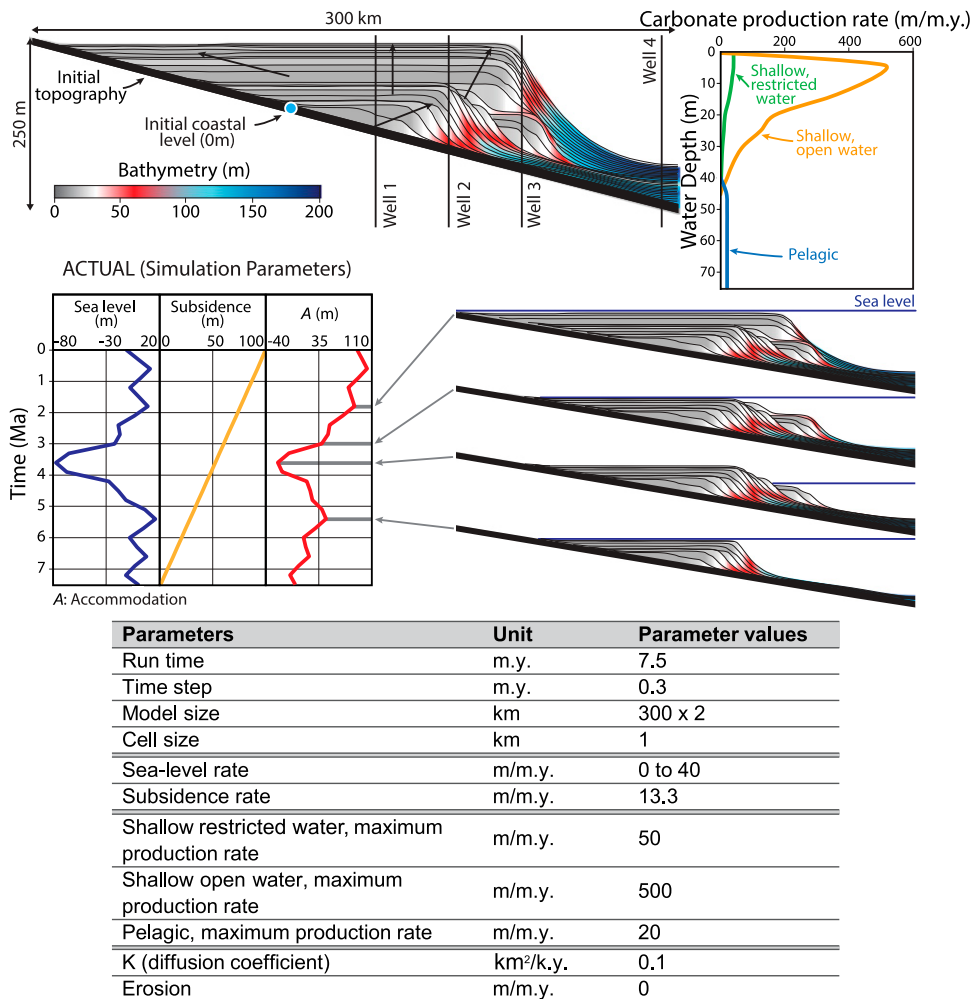 300 km
Carbonate production rate (m/m.y.)
0 200 400 600
0
10
20
30
40
50
60
70
Water Depth (m)
Shallow,
restricted
water
Shallow,
open water
Pelagic
250 m
Initial
topography
Initial coastal
level (0m)
Bathymetry (m)
0 50 100 150 200
Well 1
Well 2
Well 3
Well 4
ACTUAL (Simulation Parameters)
Sea level
(m)
Subsidence
(m)
A (m)
-80 -30 20
0 50 100
-40 35 110
0
1
2
3
4
5
6
7
Time (Ma)
A: Accommodation
Sea level
Parameters Unit Parameter values
Run time m.y. 7.5
Time step m.y. 0.3
Model size km 300 x 2
Cell size km 1
Sea-level rate m/m.y. 0 to 40
Subsidence rate m/m.y. 13.3
Shallow restricted water, maximum
production rate m/m.y. 50
Shallow open water, maximum
production rate m/m.y. 500
Pelagic, maximum production rate m/m.y. 20
K (diffusion coefficient) km²/k.y. 0.1
Erosion m/m.y. 0